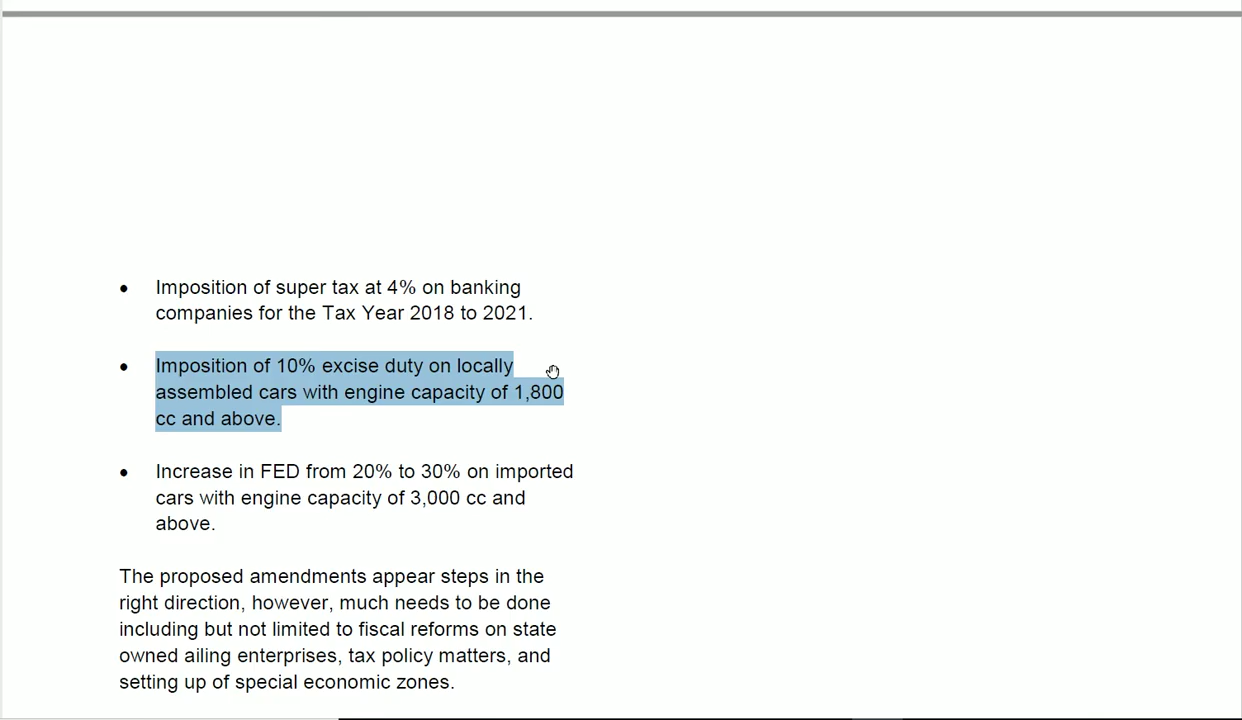 • Imposition of super tax at 4% on banking
companies for the Tax Year 2018 to 2021.
• Imposition of 10% excise duty on locally
assembled cars with engine capacity of 1,800
cc and above.
• Increase in FED from 20% to 30% on imported
cars with engine capacity of 3,000 cc and
above.
The proposed amendments appear steps in the
right direction, however, much needs to be done
including but not limited to fiscal reforms on state
owned ailing enterprises, tax policy matters, and
setting up of special economic zones.